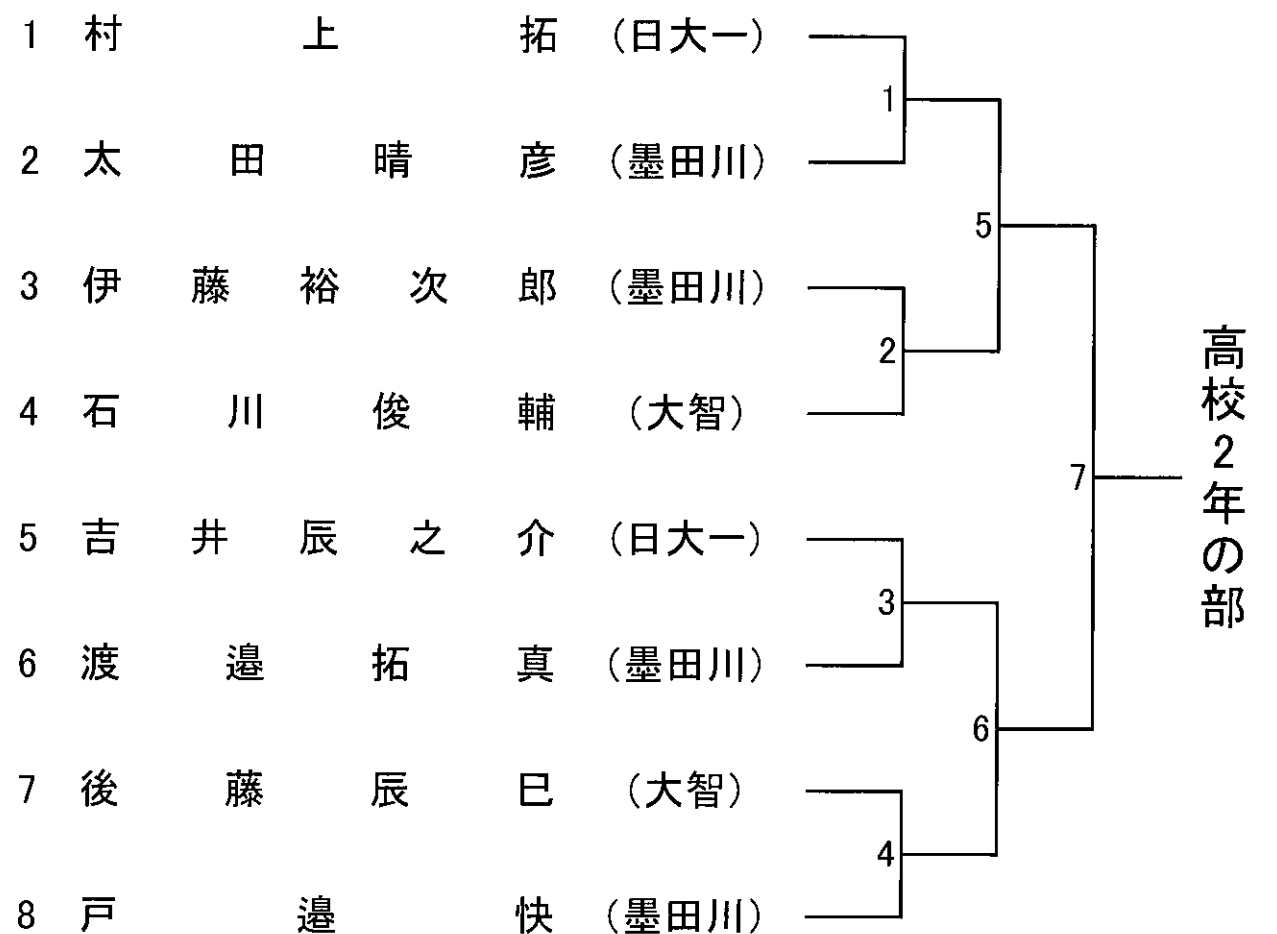 1 村上拓 (日大一)
2 太田晴彦 (墨田川)
3 伊藤裕次郎 (墨田川)
4 石川俊輔 (大智)
5 吉井辰之介 (日大一)
6 渡邉拓真 (墨田川)
7 後藤辰巳 (大智)
8 戸邉快 (墨田川)
1
2
3
4
5
6
7
高校2年の部